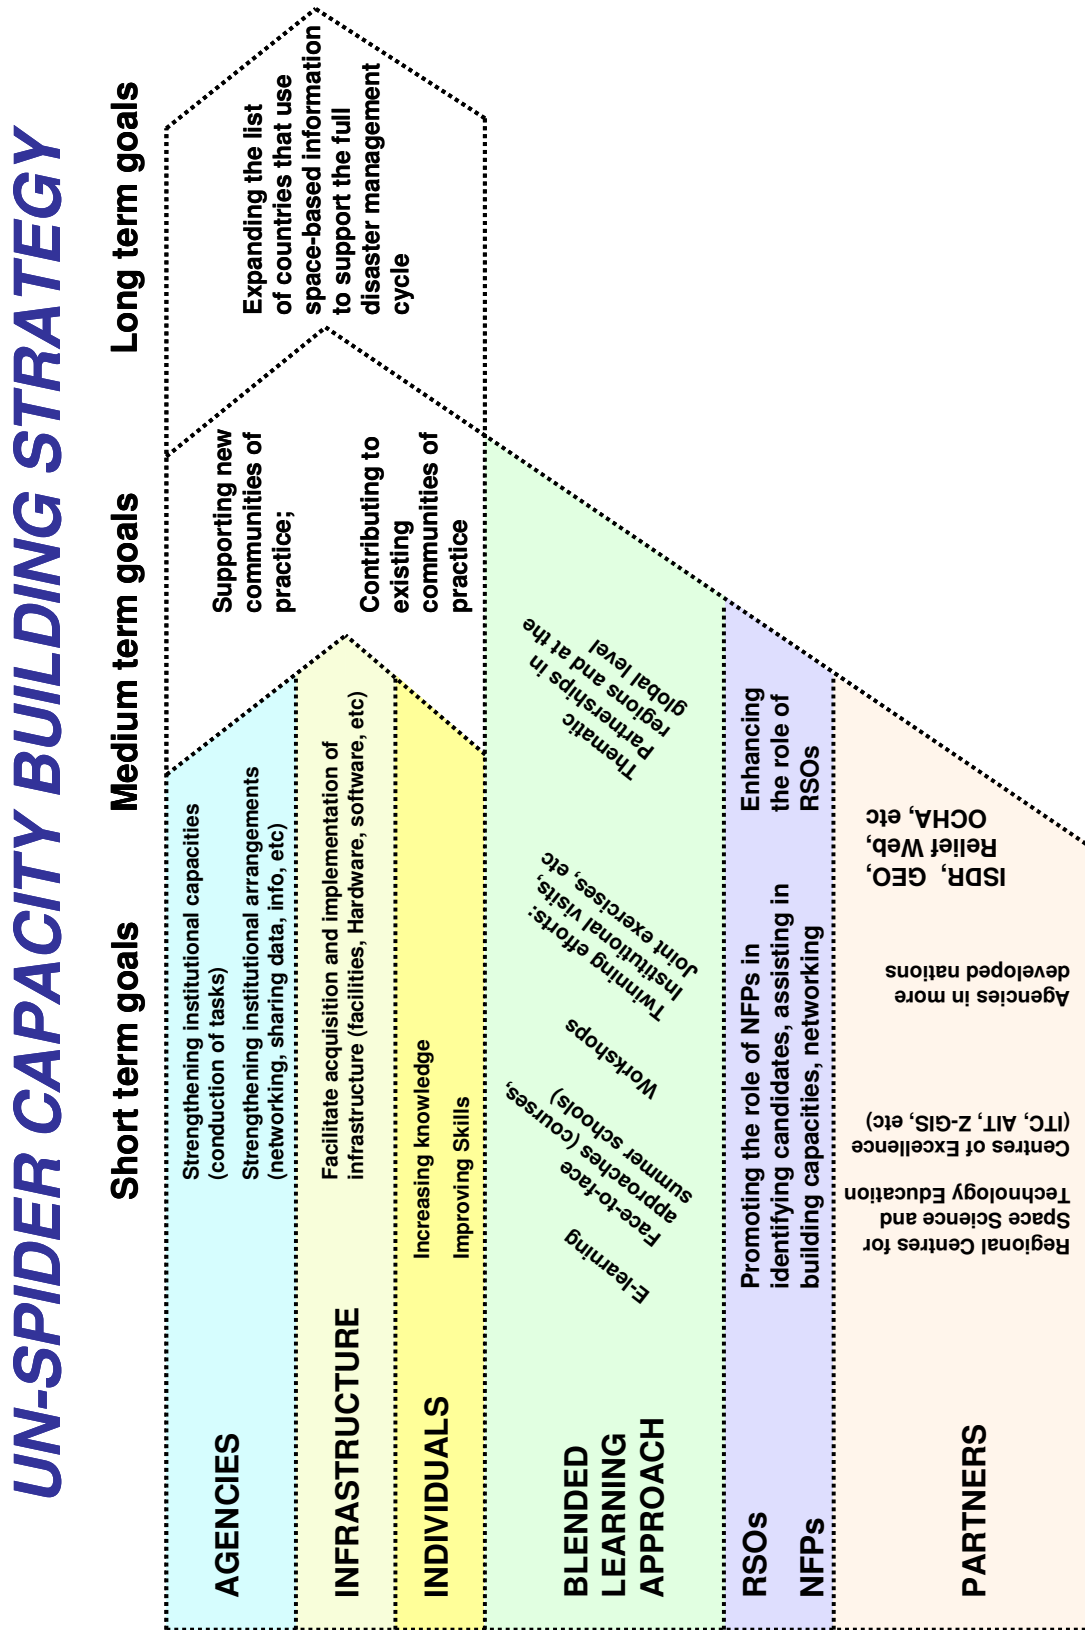 UN-SPIDER CAPACITY BUILDING STRATEGY
Short term goals
Medium term goals
Long term goals
AGENCIES
Strengthening institutional capacities
(conduction of tasks)
Strengthening institutional arrangements
(networking, sharing data, info, etc)
INFRASTRUCTURE
Facilitate acquisition and implementation of
infrastructure (facilities, Hardware, software, etc)
INDIVIDUALS
Increasing knowledge
Improving Skills
Supporting new
communities of
practice;
Contributing to
existing
communities of
practice
Expanding the list
of countries that use
space-based information
to support the full
disaster management
cycle
BLENDED
LEARNING
APPROACH
E-learning
Face-to-face
approaches (courses,
summer schools)
Workshops
Twinning efforts:
Institutional visits,
Joint exercises, etc
Thematic
Partnerships in
regions and at the
global level
RSOs
NFPs
Promoting the role of NFPs in
identifying candidates, assisting in
building capacities, networking
Enhancing
the role of
RSOs
PARTNERS
Regional Centres for
Space Science and
Technology Education
Centres of Excellence
(ITC, AIT, Z-GIS, etc)
Agencies in more
developed nations
ISDR, GEO,
Relief Web,
OCHA, etc